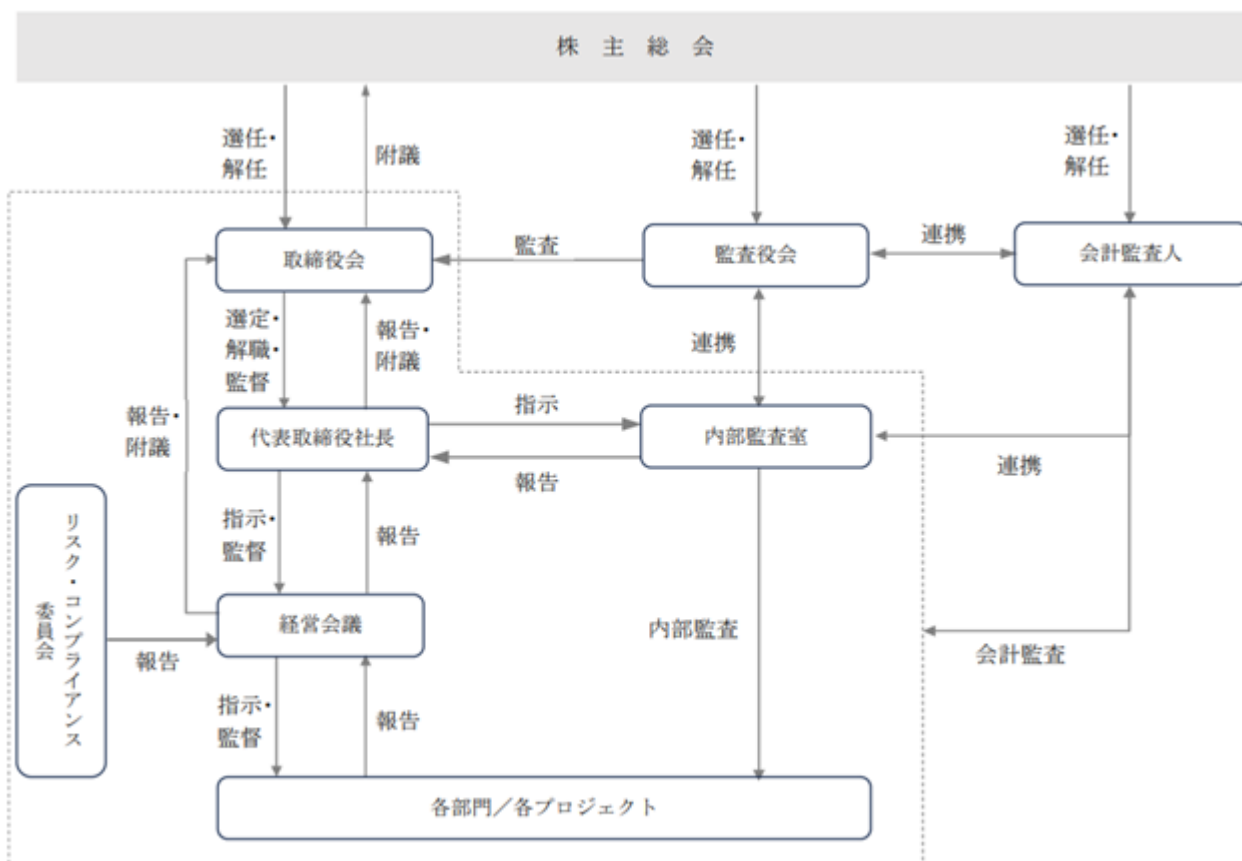 株主総会
選任・
解任
附議
選任・
解任
選任・
解任
取締役会
監査
監査役会
連携
会計監査人
選定・
解職・
監督
報告・
附議
連携
報告・
附議
代表取締役社長
指示
報告
内部監査室
連携
指示・
監督
報告
リスク・コンプライアンス
委員会
報告
経営会議
内部監査
会計監査
指示・
監督
報告
各部門／各プロジェクト